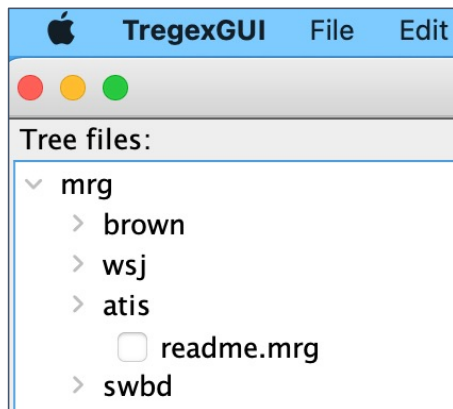 TregexGUI File Edit
Tree files:
mrg
brown
wsj
atis
readme.mrg
swbd